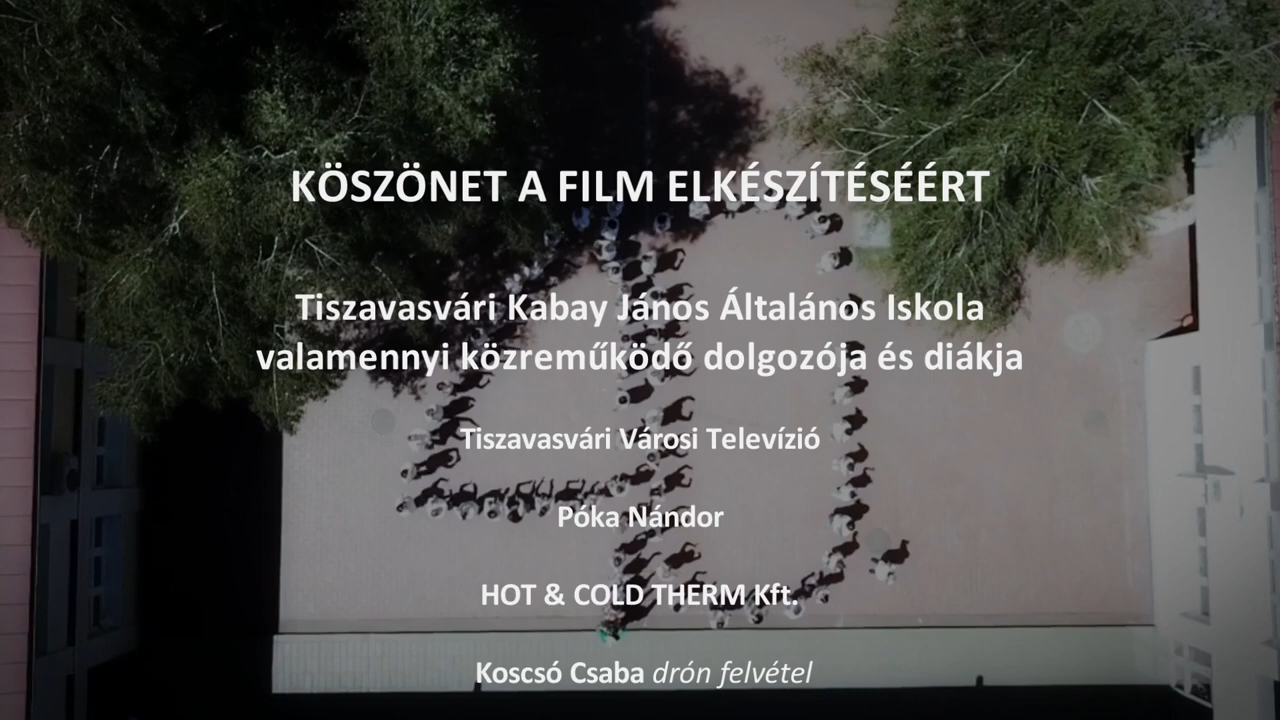 KÖSZÖNET A FILM ELKÉSZÍTÉSÉÉRT
Tiszavasvári Kabay János Általános Iskola
valamennyi közreműködő dolgozója és diákja
Tiszavasvári Városi Televízió
Póka Nándor
HOT & COLD THERM Kft.
Koscsó Csaba drón felvétel